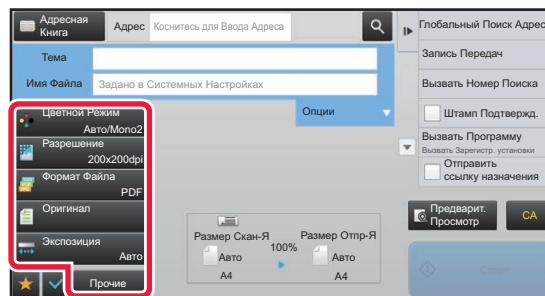 Адресная
Книга
Адрес
Коснитесь для Ввода Адреса
Тема
Имя Файла
Задано в Системных Настройках
Опции
Цветной Режим
Авто/Mono2
Разрешение
200x200dpi
Формат Файла
PDF
Оригинал
Экспозиция
Авто
Прочие
Размер Скан-Я
Авто
A4
100%
Размер Отпр-Я
Авто
A4
Глобальный Поиск Адрес
Запись Передач
Вызвать Номер Поиска
Штамп Подтвержд.
Вызвать Программу
Вызвать Зарегистр. установки
Отправить
ссылку назначения
Предварит.
Просмотр
CA
Старт